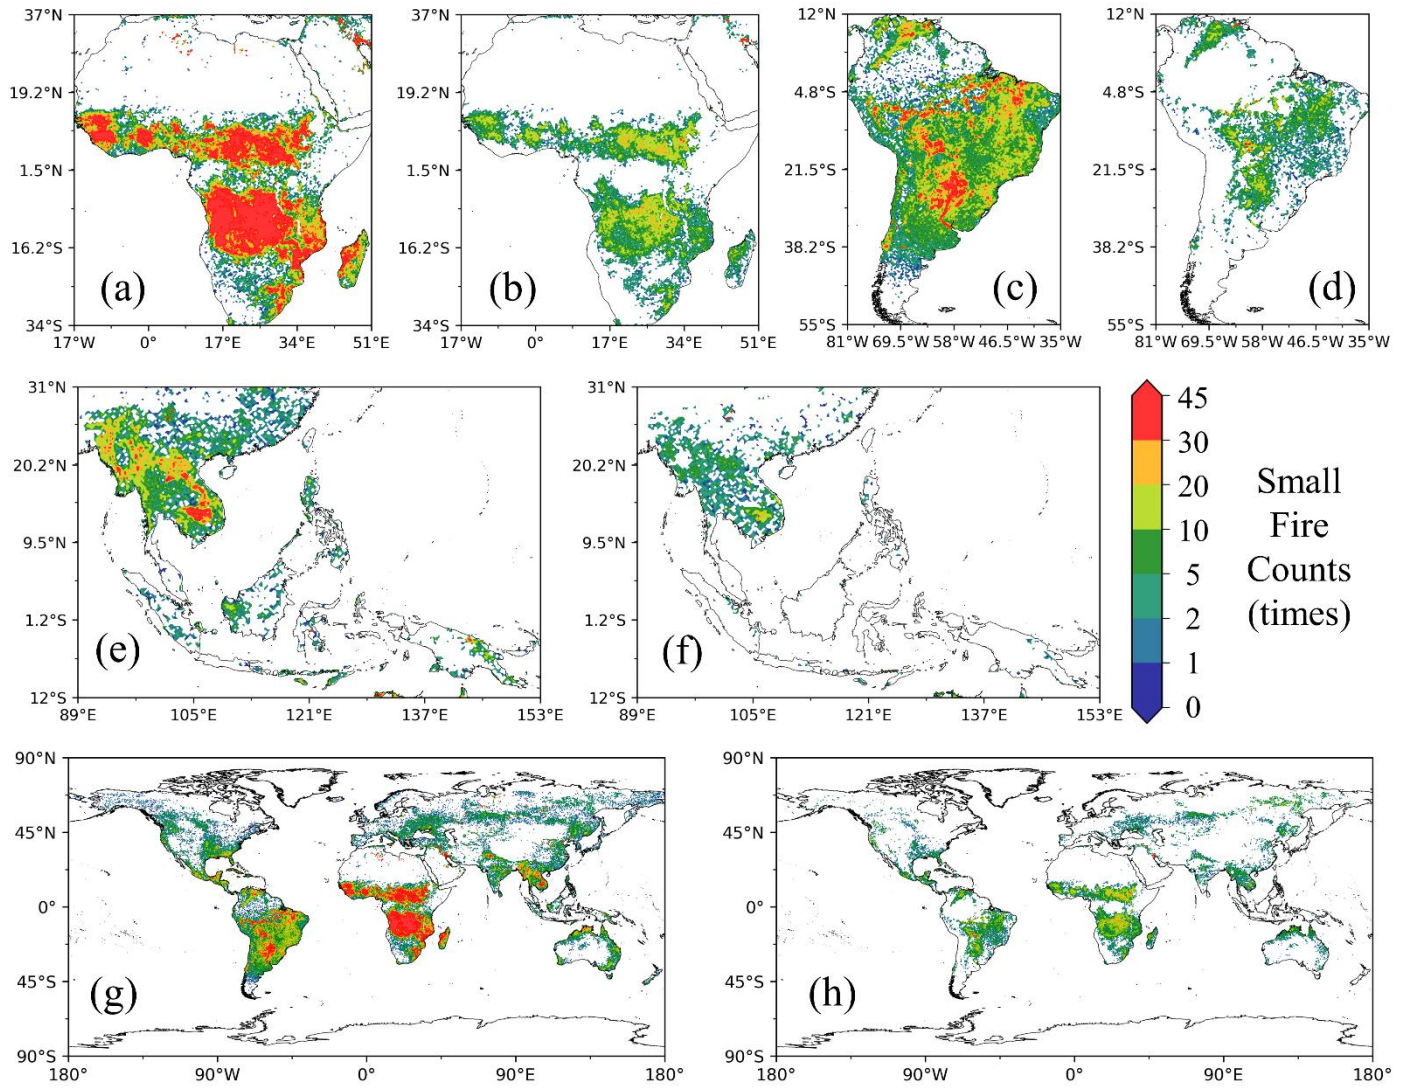 37°N
19.2°N
1.5°N
16.2°S
34°S
17°W 0° 17°E 34°E 51°E
(a)
37°N
19.2°N
1.5°N
16.2°S
34°S
17°W 0° 17°E 34°E 51°E
(b)
12°N
4.8°S
21.5°S
38.2°S
55°S
81°W 69.5°W 58°W 46.5°W 35°W
(c)
12°N
4.8°S
21.5°S
38.2°S
55°S
81°W 69.5°W 58°W 46.5°W 35°W
(d)
31°N
20.2°N
9.5°N
1.2°S
12°S
89°E 105°E 121°E 137°E 153°E
(e)
31°N
20.2°N
9.5°N
1.2°S
12°S
89°E 105°E 121°E 137°E 153°E
(f)
45
30
20
10
5
2
1
0
Small
Fire
Counts
(times)
90°N
45°N
0°
45°S
90°S
180° 90°W 0° 90°E 180°
(g)
90°N
45°N
0°
45°S
90°S
180° 90°W 0° 90°E 180°
(h)